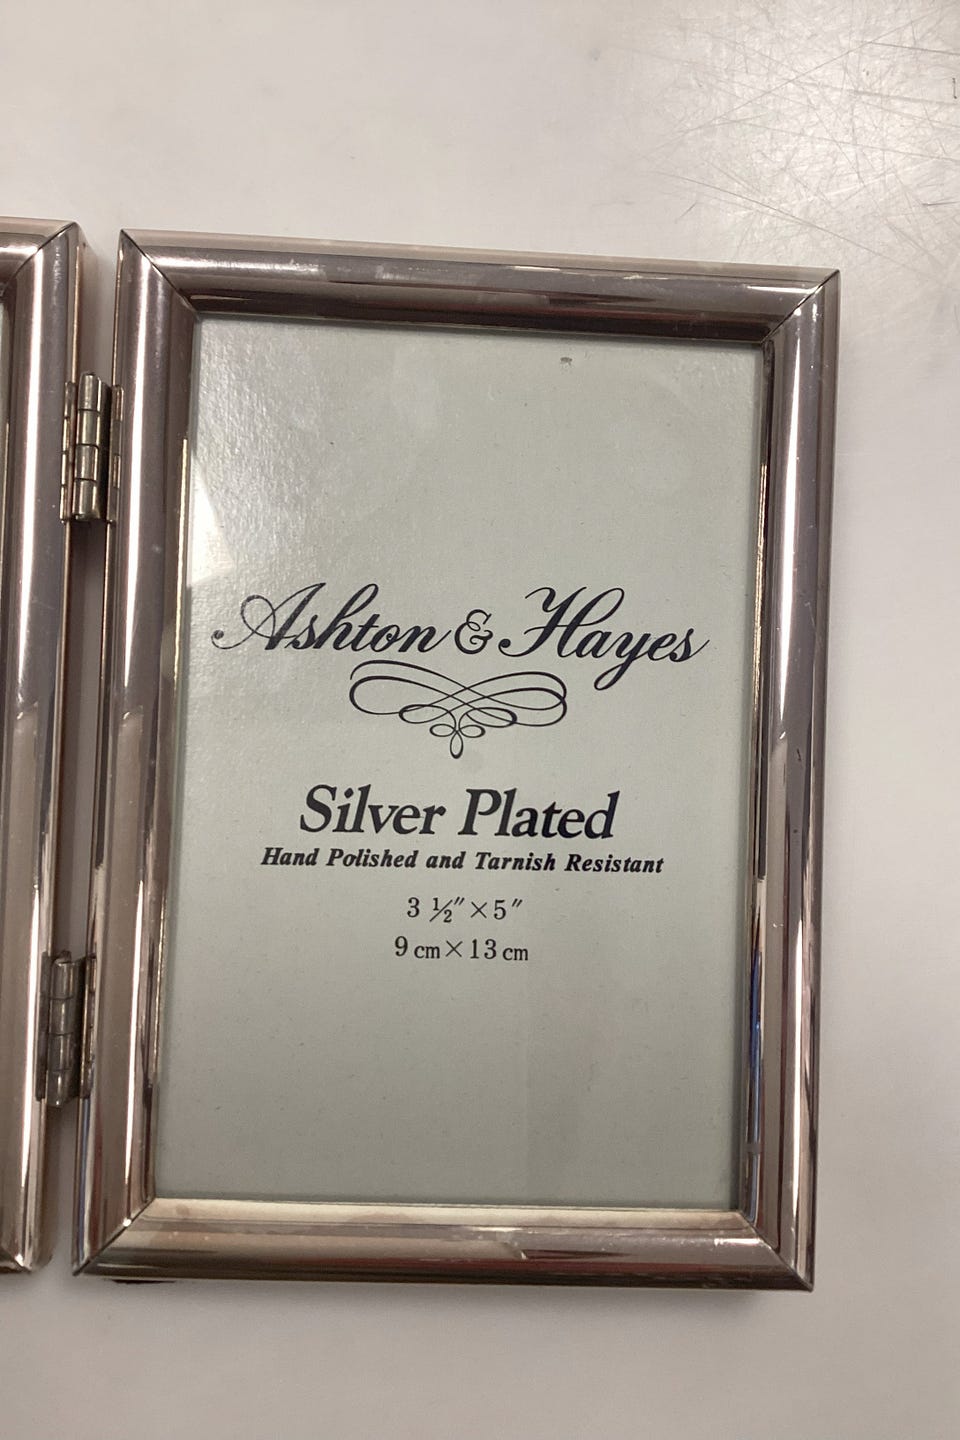 Ashton & Hayes
Silver Plated
Hand Polished and Tarnish Resistant
3 ½″×5″
9 cm×13 cm